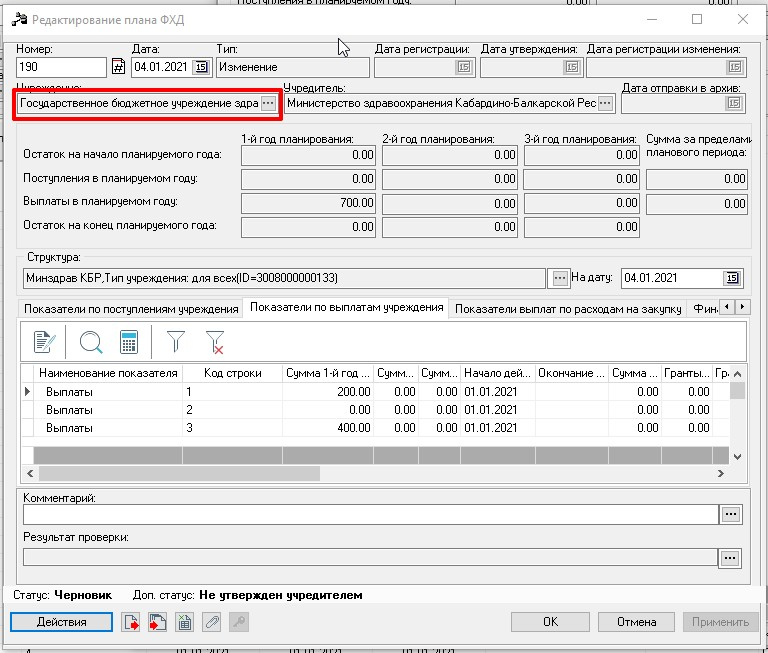 Редактирование плана ФХД
Номер: Дата: Тип: Дата регистрации: Дата утверждения: Дата регистрации изменения:
190 04.01.2021 15 Изменение 15 15 15
Учреждение: Учредитель: Дата отправки в архив:
Государственное бюджетное учреждение здра ... Министерство здравоохранения Кабардино-Балкарской Рес ... 15
1-й год планирования: 2-й год планирования: 3-й год планирования: Сумма за пределами
планового периода:
Остаток на начало планируемого года: 0.00 0.00 0.00
Поступления в планируемом году: 0.00 0.00 0.00 0.00
Выплаты в планируемом году: 700.00 0.00 0.00 0.00
Остаток на конец планируемого года: 0.00 0.00 0.00
Структура:
Минздрав КБР,Тип учреждения: для всех(ID=3008000000133) ... На дату: 04.01.2021 15
Показатели по поступлениям учреждения Показатели по выплатам учреждения Показатели выплат по расходам на закупку Фин
Наименование показателя Код строки Сумма 1-й год ... Сумм... Сумм... Начало дей... Окончание ... Сумма ... Гранты... Гр
Выплаты 1 200.00 0.00 0.00 01.01.2021 0.00 0.00
Выплаты 2 0.00 0.00 0.00 01.01.2021 0.00 0.00
Выплаты 3 400.00 0.00 0.00 01.01.2021 0.00 0.00
Комментарий:
...
Результат проверки:
...
Статус: Черновик Доп. статус: Не утвержден учредителем
Действия ОК Отмена Применить